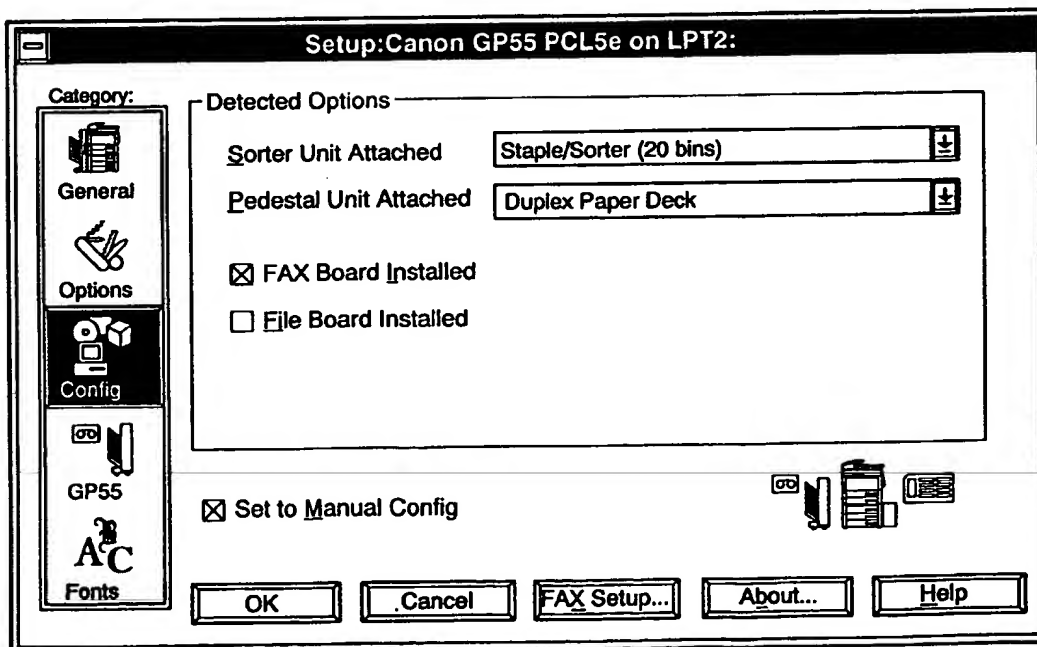 Setup:Canon GP55 PCL5e on LPT2:
Category:
General
Options
Config
GP55
Fonts
Detected Options
Sorter Unit Attached
Staple/Sorter (20 bins)
Pedestal Unit Attached
Duplex Paper Deck
FAX Board Installed
File Board Installed
Set to Manual Config
OK
Cancel
FAX Setup...
About...
Help